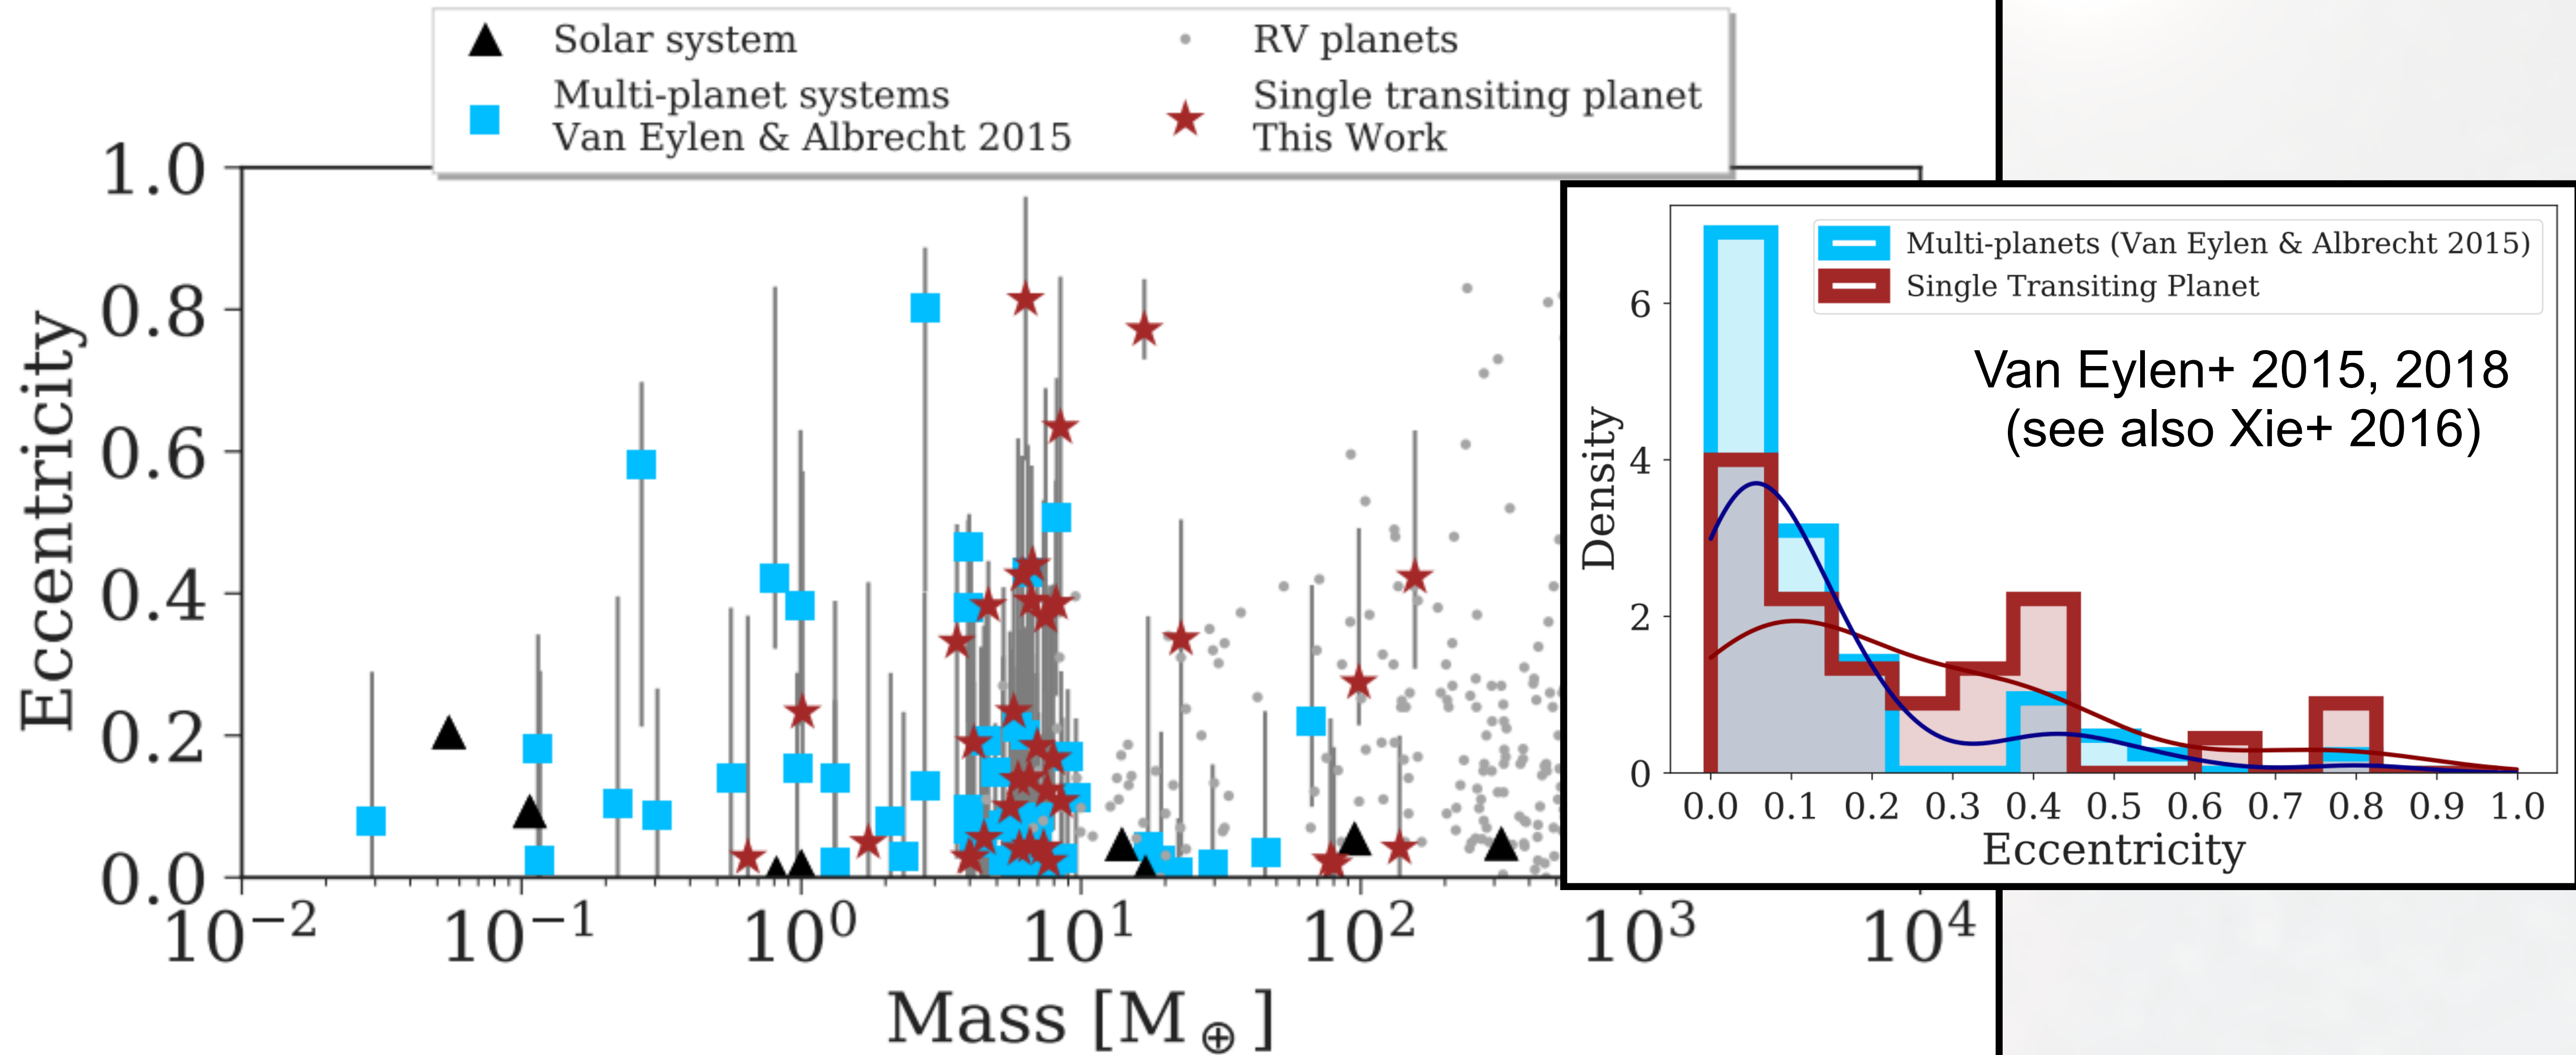 Solar system
Multi-planet systems
Van Eylen & Albrecht 2015
RV planets
Single transiting planet
This Work
1.0
0.8
0.6
0.4
0.2
0.0
Eccentricity
10⁻²
10⁻¹
10⁰
10¹
10²
10³
10⁴
Mass [M⊕]
Multi-planets (Van Eylen & Albrecht 2015)
Single Transiting Planet
Van Eylen+ 2015, 2018
(see also Xie+ 2016)
Density
6
4
2
0
0.0 0.1 0.2 0.3 0.4 0.5 0.6 0.7 0.8 0.9 1.0
Eccentricity